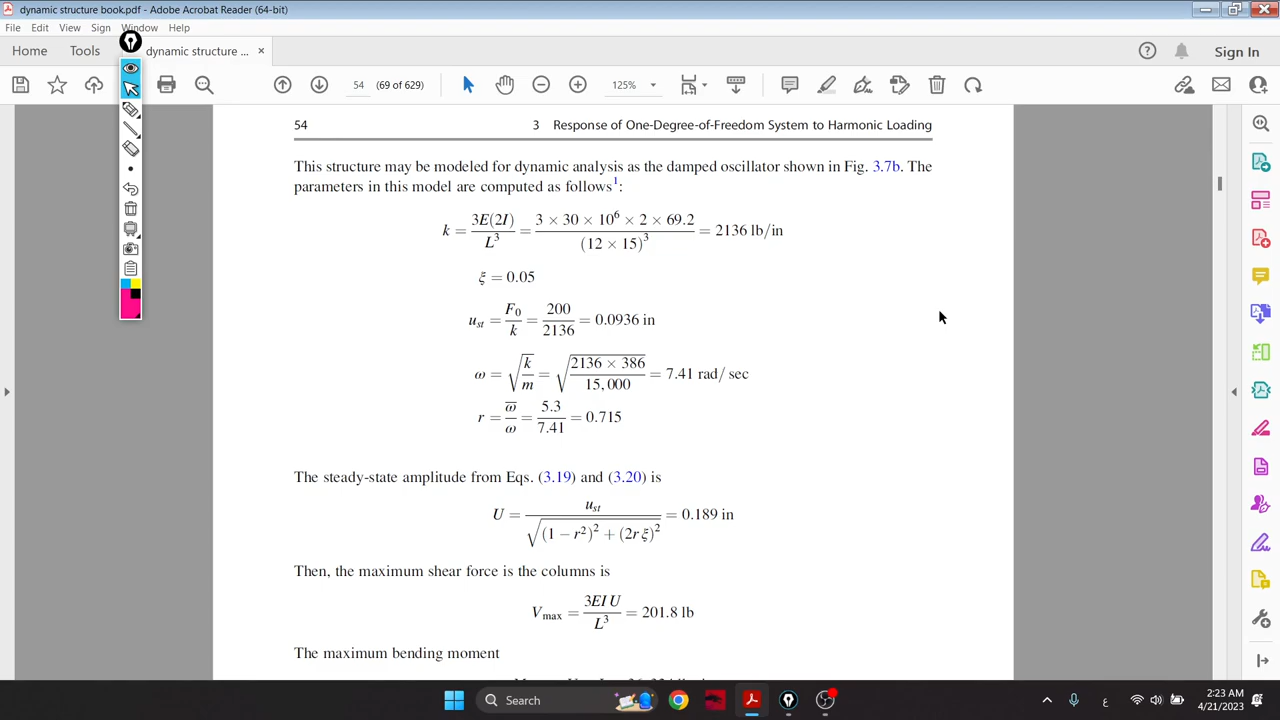 dynamic structure book.pdf - Adobe Acrobat Reader (64-bit)
File Edit View Sign Window Help
Home Tools dynamic structure ... × Sign In
54 (69 of 629) 125%
54 3 Response of One-Degree-of-Freedom System to Harmonic Loading
This structure may be modeled for dynamic analysis as the damped oscillator shown in Fig. 3.7b. The
parameters in this model are computed as follows¹:
k = 3E(2I)/L³ = 3 × 30 × 10⁶ × 2 × 69.2/(12 × 15)³ = 2136 lb/in
ξ = 0.05
uₛₜ = F₀/k = 200/2136 = 0.0936 in
ω = √(k/m) = √(2136 × 386/15,000) = 7.41 rad/sec
r = ω̅/ω = 5.3/7.41 = 0.715
The steady-state amplitude from Eqs. (3.19) and (3.20) is
U = uₛₜ/√((1 − r²)² + (2rξ)²) = 0.189 in
Then, the maximum shear force is the columns is
Vmax = 3EIU/L³ = 201.8 lb
The maximum bending moment
Search
ع
2:23 AM
4/21/2023